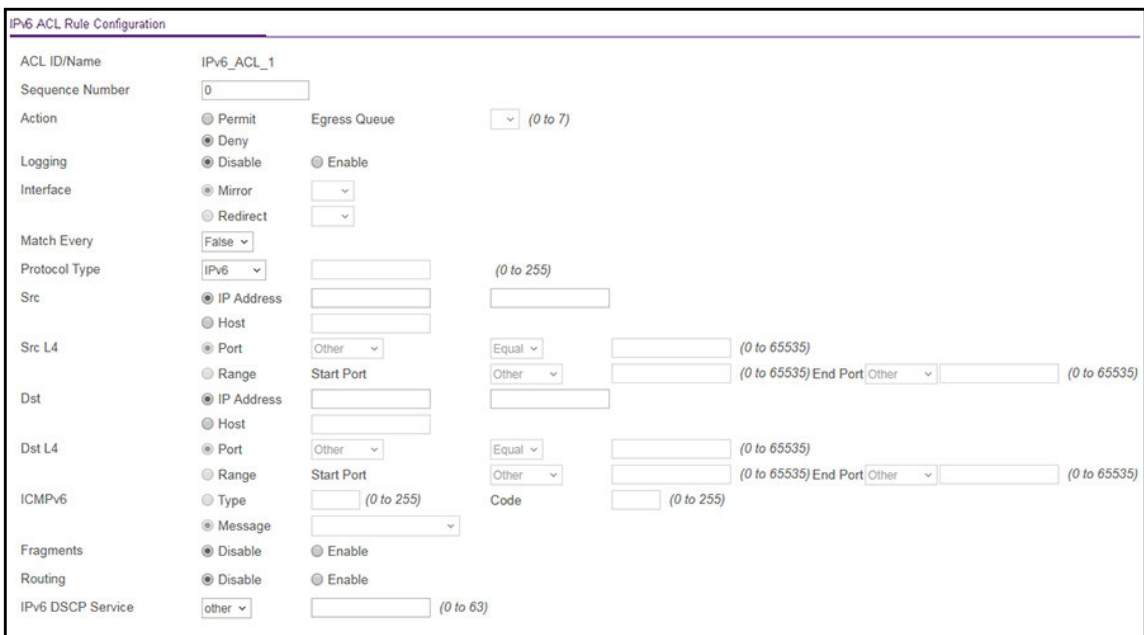 IPv6 ACL Rule Configuration
ACL ID/Name IPv6_ACL_1
Sequence Number 0
Action Permit Egress Queue (0 to 7)
Deny
Logging Disable Enable
Interface Mirror
Redirect
Match Every False
Protocol Type IPv6 (0 to 255)
Src IP Address
Host
Src L4 Port Other Equal (0 to 65535)
Range Start Port Other (0 to 65535) End Port Other (0 to 65535)
Dst IP Address
Host
Dst L4 Port Other Equal (0 to 65535)
Range Start Port Other (0 to 65535) End Port Other (0 to 65535)
ICMPv6 Type (0 to 255) Code (0 to 255)
Message
Fragments Disable Enable
Routing Disable Enable
IPv6 DSCP Service other (0 to 63)